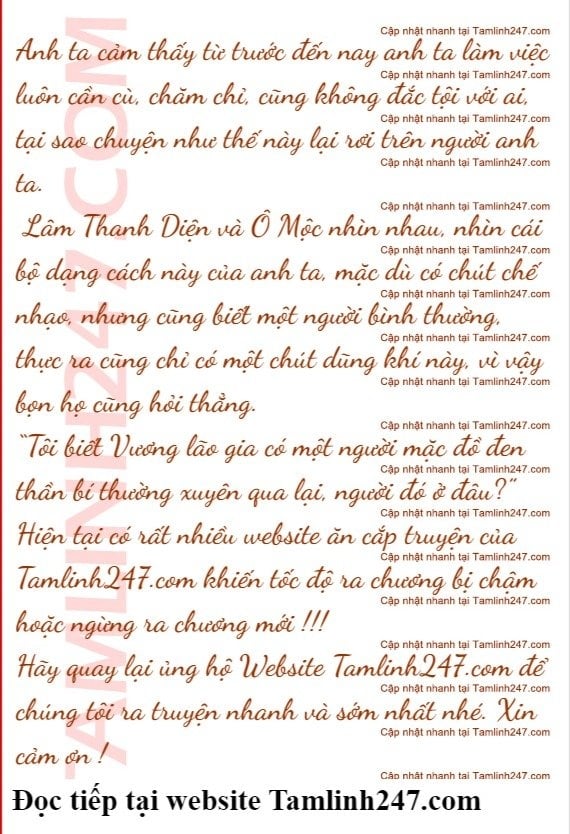 Cập nhật nhanh tại Tamlinh247.com
Anh ta cảm thấy từ trước đến nay anh ta làm việc
Cập nhật nhanh tại Tamlinh247.com
luôn cần cù, chăm chỉ, cũng không đắc tội với ai,
Cập nhật nhanh tại Tamlinh247.com
tại sao chuyện như thế này lại rơi trên người anh
Cập nhật nhanh tại Tamlinh247.com
ta.
Cập nhật nhanh tại Tamlinh247.com
Lâm Thanh Diện và Ô Mộc nhìn nhau, nhìn cái
Cập nhật nhanh tại Tamlinh247.com
bộ dạng cách này của anh ta, mặc dù có chút chế
Cập nhật nhanh tại Tamlinh247.com
nhạo, nhưng cũng biết một người bình thường,
Cập nhật nhanh tại Tamlinh247.com
thực ra cũng chỉ có một chút dũng khí này, vì vậy
Cập nhật nhanh tại Tamlinh247.com
bọn họ cũng hỏi thẳng.
Cập nhật nhanh tại Tamlinh247.com
"Tôi biết Vương lão gia có một người mặc đồ đen
Cập nhật nhanh tại Tamlinh247.com
thần bí thường xuyên qua lại, người đó ở đâu?"
Cập nhật nhanh tại Tamlinh247.com
Hiện tại có rất nhiều website ăn cắp truyện của
Cập nhật nhanh tại Tamlinh247.com
Tamlinh247.com khiến tốc độ ra chương bị chậm
Cập nhật nhanh tại Tamlinh247.com
hoặc ngừng ra chương mới !!!
Cập nhật nhanh tại Tamlinh247.com
Hãy quay lại ủng hộ Website Tamlinh247.com để
Cập nhật nhanh tại Tamlinh247.com
chúng tôi ra truyện nhanh và sớm nhất nhé. Xin
Cập nhật nhanh tại Tamlinh247.com
cảm ơn !
Cập nhật nhanh tại Tamlinh247.com
Đọc tiếp tại website Tamlinh247.com
TAMLINH247.COM